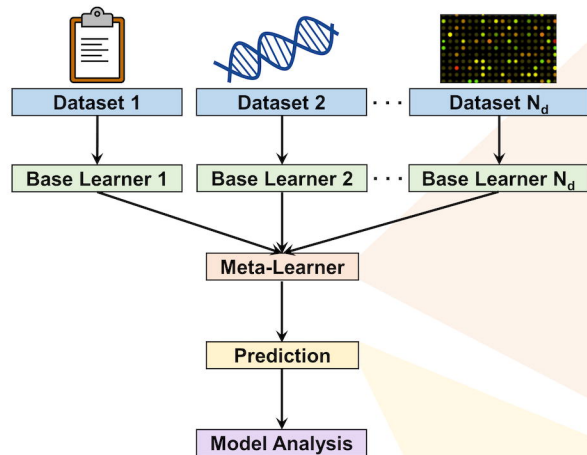 Dataset 1
Dataset 2
. . .
Dataset N_d
Base Learner 1
Base Learner 2
. . .
Base Learner N_d
Meta-Learner
Prediction
Model Analysis